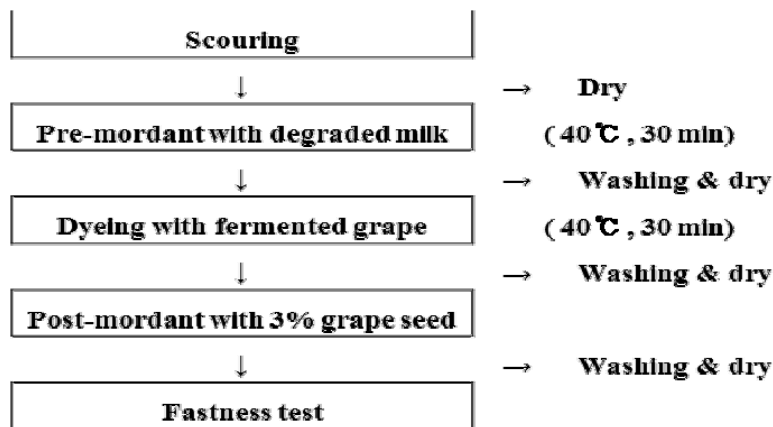 Scouring
↓ → Dry
Pre-mordant with degraded milk ( 40℃ , 30 min)
↓ → Washing & dry
Dyeing with fermented grape ( 40℃ , 30 min)
↓ → Washing & dry
Post-mordant with 3% grape seed
↓ → Washing & dry
Fastness test